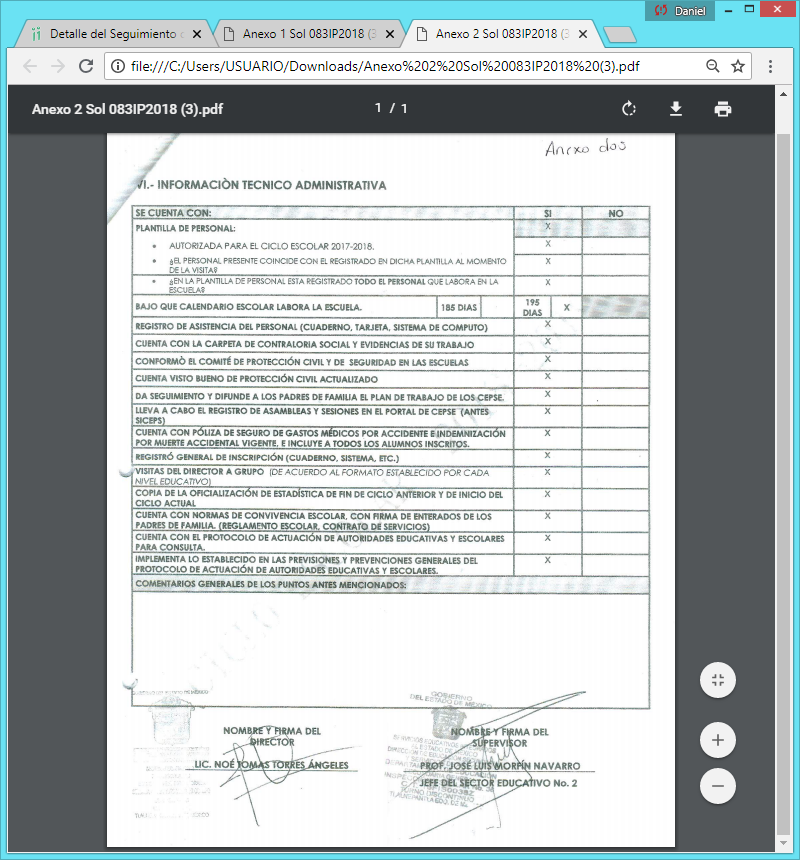 Daniel
Detalle del Seguimiento
Anexo 1 Sol 083IP2018 (3
Anexo 2 Sol 083IP2018 (3
file:///C:/Users/USUARIO/Downloads/Anexo%202%20Sol%20083IP2018%20(3).pdf
Anexo 2 Sol 083IP2018 (3).pdf
1 / 1
Anexo dos
VI.- INFORMACIÒN TECNICO ADMINISTRATIVA
SE CUENTA CON: SI NO
PLANTILLA DE PERSONAL: X
• AUTORIZADA PARA EL CICLO ESCOLAR 2017-2018. X
• ¿EL PERSONAL PRESENTE COINCIDE CON EL REGISTRADO EN DICHA PLANTILLA AL MOMENTO X
DE LA VISITA?
• ¿EN LA PLANTILLA DE PERSONAL ESTA REGISTRADO TODO EL PERSONAL QUE LABORA EN LA X
ESCUELA?
BAJO QUE CALENDARIO ESCOLAR LABORA LA ESCUELA. 185 DIAS 195 DIAS X
REGISTRO DE ASISTENCIA DEL PERSONAL (CUADERNO, TARJETA, SISTEMA DE COMPUTO) X
CUENTA CON LA CARPETA DE CONTRALORIA SOCIAL Y EVIDENCIAS DE SU TRABAJO X
CONFORMÒ EL COMITÉ DE PROTECCIÓN CIVIL Y DE SEGURIDAD EN LAS ESCUELAS X
CUENTA VISTO BUENO DE PROTECCIÓN CIVIL ACTUALIZADO X
DA SEGUIMIENTO Y DIFUNDE A LOS PADRES DE FAMILIA EL PLAN DE TRABAJO DE LOS CEPSE. X
LLEVA A CABO EL REGISTRO DE ASAMBLEAS Y SESIONES EN EL PORTAL DE CEPSE (ANTES X
SICEPS)
CUENTA CON PÓLIZA DE SEGURO DE GASTOS MÉDICOS POR ACCIDENTE E INDEMNIZACIÓN X
POR MUERTE ACCIDENTAL VIGENTE, E INCLUYE A TODOS LOS ALUMNOS INSCRITOS.
REGISTRÓ GENERAL DE INSCRIPCIÓN (CUADERNO, SISTEMA, ETC.) X
VISITAS DEL DIRECTOR A GRUPO (DE ACUERDO AL FORMATO ESTABLECIDO POR CADA X
NIVEL EDUCATIVO)
COPIA DE LA OFICIALIZACIÓN DE ESTADÍSTICA DE FIN DE CICLO ANTERIOR Y DE INICIO DEL X
CICLO ACTUAL
CUENTA CON NORMAS DE CONVIVENCIA ESCOLAR, CON FIRMA DE ENTERADOS DE LOS X
PADRES DE FAMILIA. (REGLAMENTO ESCOLAR, CONTRATO DE SERVICIOS)
CUENTA CON EL PROTOCOLO DE ACTUACIÓN DE AUTORIDADES EDUCATIVAS Y ESCOLARES X
PARA CONSULTA.
IMPLEMENTA LO ESTABLECIDO EN LAS PREVISIONES Y PREVENCIONES GENERALES DEL X
PROTOCOLO DE ACTUACIÓN DE AUTORIDADES EDUCATIVAS Y ESCOLARES.
COMENTARIOS GENERALES DE LOS PUNTOS ANTES MENCIONADOS:
GOBIERNO
DEL ESTADO DE MÉXICO
NOMBRE Y FIRMA DEL
DIRECTOR
LIC. NOÉ TOMAS TORRES ÁNGELES
NOMBRE Y FIRMA DEL
SUPERVISOR
PROF. JOSÉ LUIS MORFÍN NAVARRO
JEFE DEL SECTOR EDUCATIVO No. 2